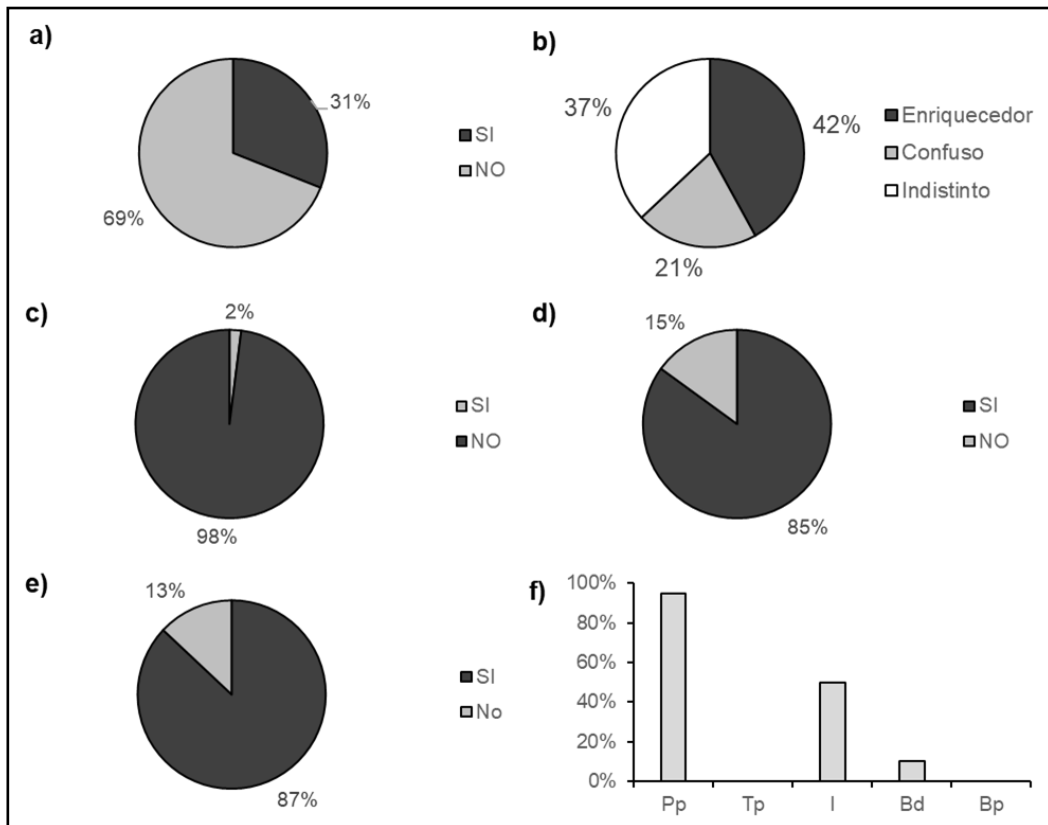 a)
31%
69%
SI
NO
b)
37%
42%
21%
Enriquecedor
Confuso
Indistinto
c)
2%
98%
SI
NO
d)
15%
85%
SI
NO
e)
13%
87%
SI
No
f)
100%
80%
60%
40%
20%
0%
Pp Tp I Bd Bp